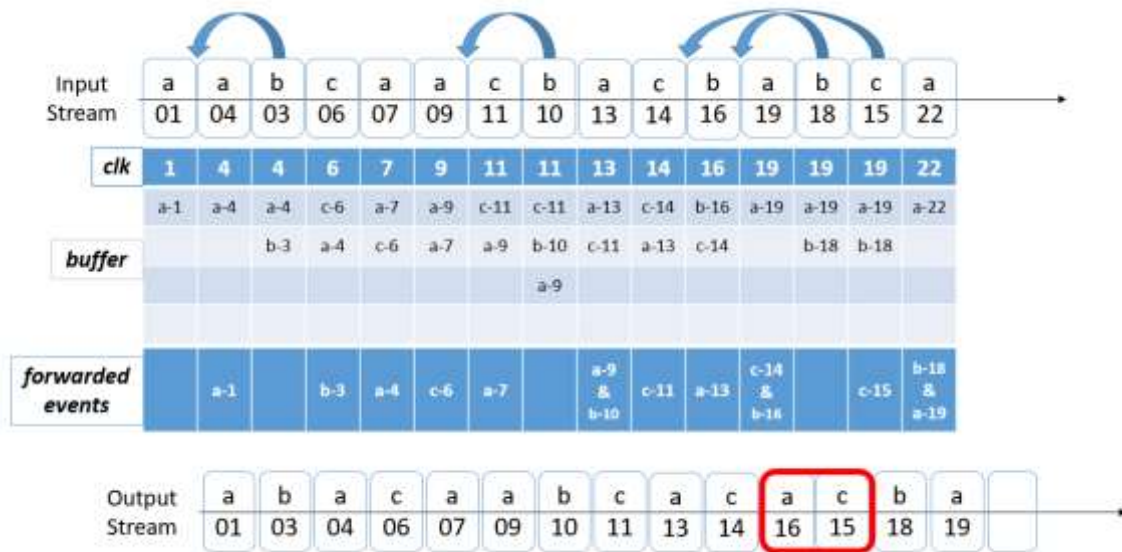 Input Stream
a a b c a a c b a c b a b c a
01 04 03 06 07 09 11 10 13 14 16 19 18 15 22
clk 1 4 4 6 7 9 11 11 13 14 16 19 19 19 22
a-1 a-4 a-4 c-6 a-7 a-9 c-11 c-11 a-13 c-14 b-16 a-19 a-19 a-19 a-22
buffer b-3 a-4 c-6 a-7 a-9 b-10 c-11 a-13 c-14 b-18 b-18
a-9
forwarded events a-1 b-3 a-4 c-6 a-7 a-9 & b-10 c-11 a-13 c-14 & b-16 c-15 b-18 & a-19
Output Stream
a b a c a a b c a c a c b a
01 03 04 06 07 09 10 11 13 14 16 15 18 19